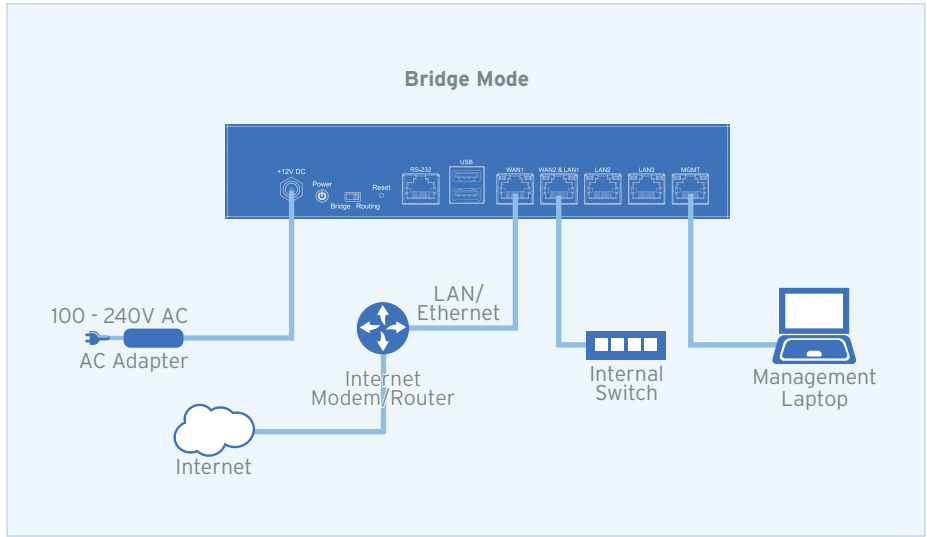 Bridge Mode
+12V DC
Power
Bridge Routing
Reset
RS-232
USB
WAN1
WAN2 & LAN1
LAN2
LAN3
MGMT
100 - 240V AC
AC Adapter
LAN/
Ethernet
Internet
Modem/Router
Internet
Internal
Switch
Management
Laptop